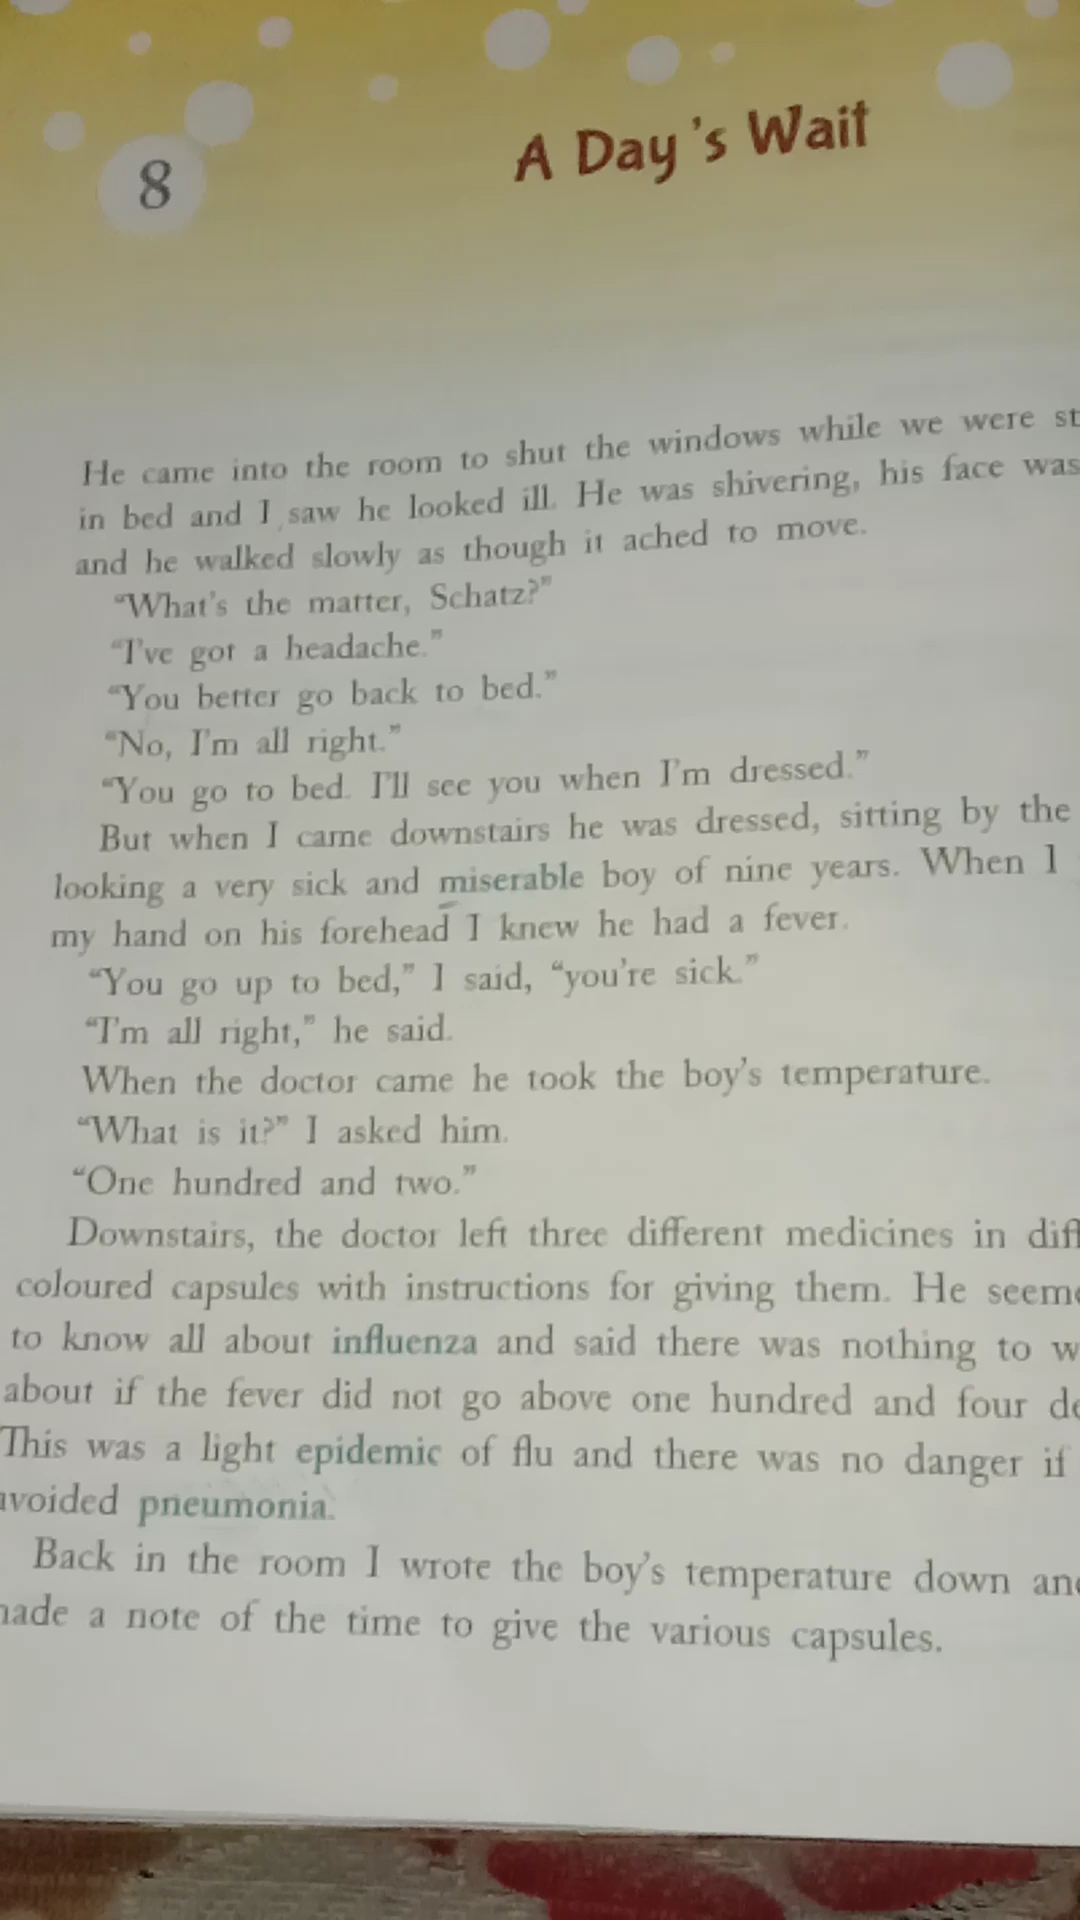 8
A Day's Wait
He came into the room to shut the windows while we were
in bed and I saw he looked ill. He was shivering, his face was
and he walked slowly as though it ached to move.
“What's the matter, Schatz?”
“I've got a headache.”
“You better go back to bed.”
“No, I'm all right.”
“You go to bed. I'll see you when I'm dressed.”
But when I came downstairs he was dressed, sitting by the
looking a very sick and miserable boy of nine years. When I
my hand on his forehead I knew he had a fever.
“You go up to bed,” I said, “you're sick.”
“I'm all right,” he said.
When the doctor came he took the boy's temperature.
“What is it?” I asked him.
“One hundred and two.”
Downstairs, the doctor left three different medicines in
coloured capsules with instructions for giving them. He
to know all about influenza and said there was nothing to
about if the fever did not go above one hundred and four
This was a light epidemic of flu and there was no danger if
avoided pneumonia.
Back in the room I wrote the boy's temperature down and
made a note of the time to give the various capsules.